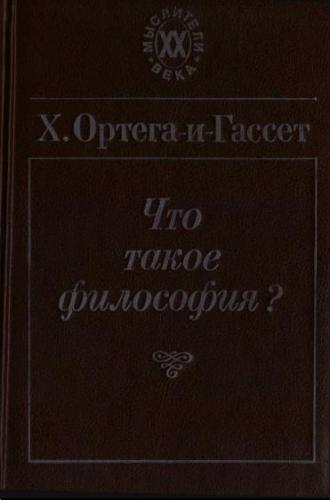 МЫСЛИТЕЛИ
XX
ВЕКА
Х. Ортега-и-Гассет
Что
такое
философия?